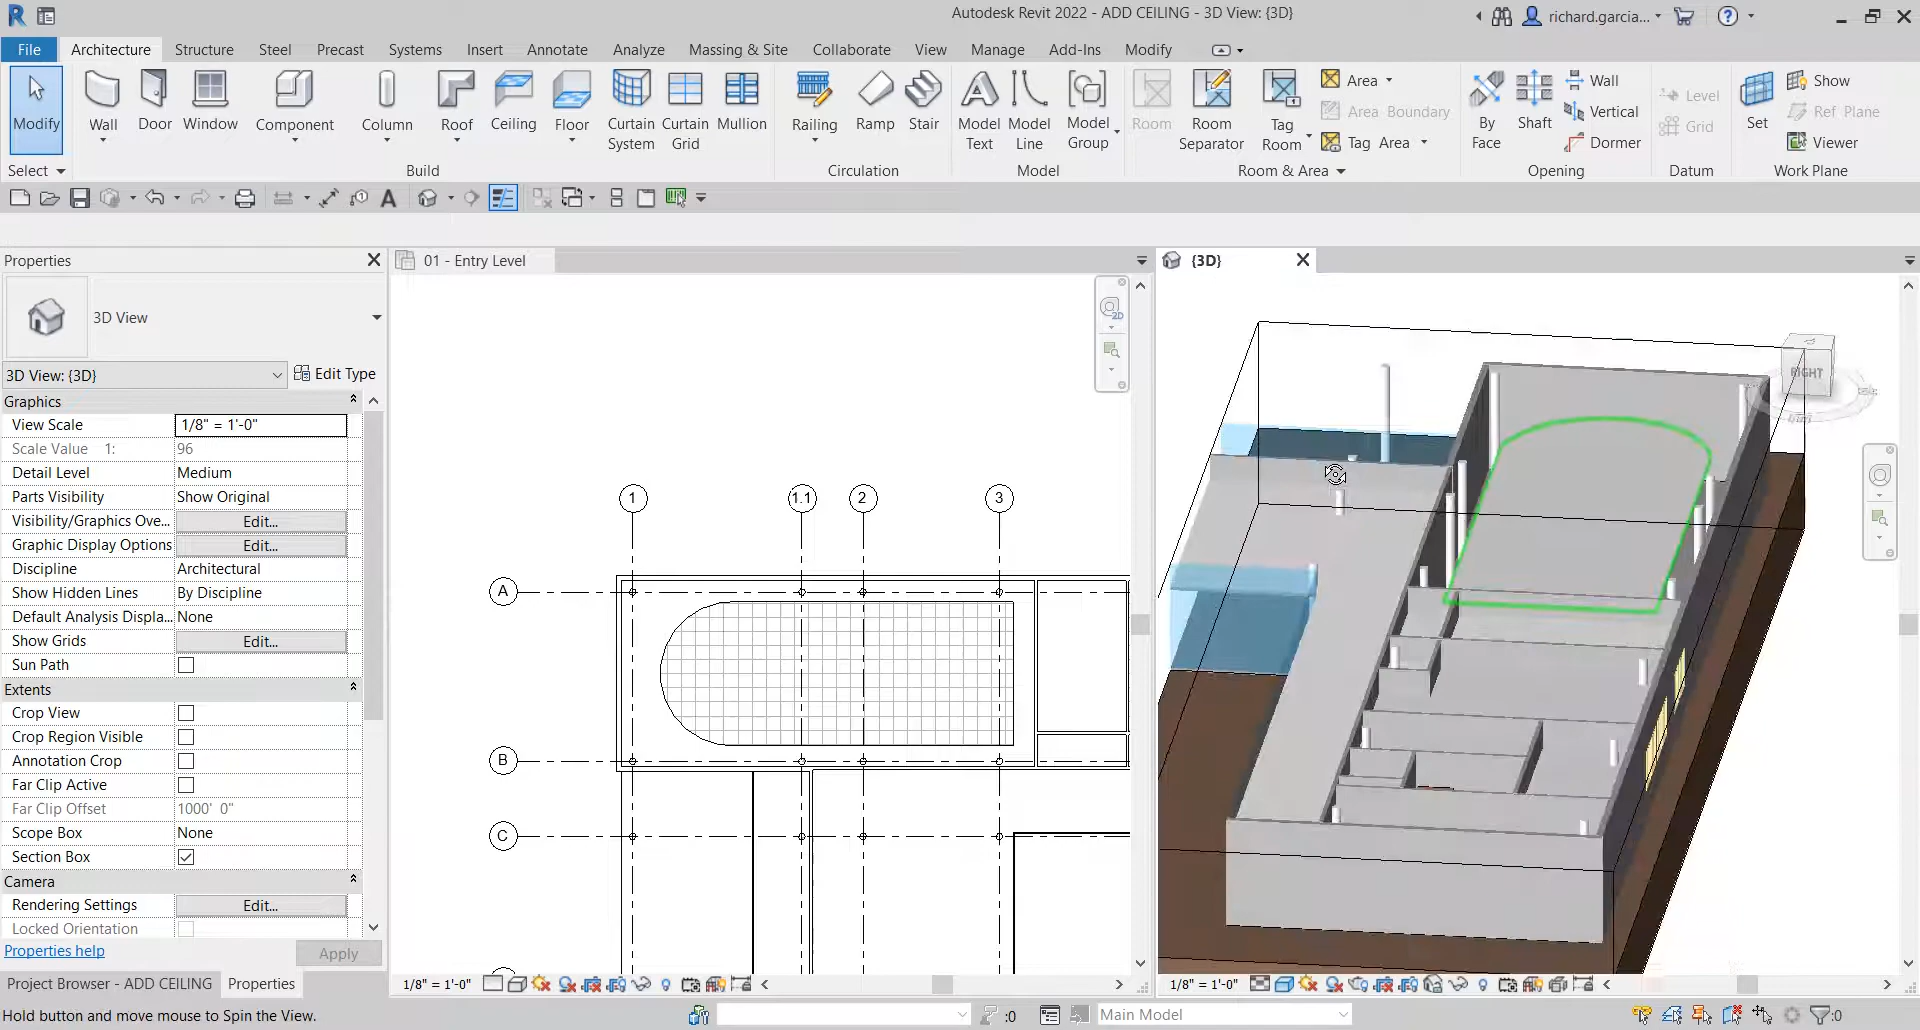 Autodesk Revit 2022 - ADD CEILING - 3D View: {3D}
richard.garcia...
File Architecture Structure Steel Precast Systems Insert Annotate Analyze Massing & Site Collaborate View Manage Add-Ins Modify
Modify
Wall Door Window Component Column Roof Ceiling Floor Curtain System Curtain Grid Mullion
Railing Ramp Stair
Model Text Model Line Model Group
Room Room Separator Tag Room
Area
Area Boundary
Tag Area
By Face Shaft Wall
Vertical
Dormer
Level
Grid
Set Show
Ref Plane
Viewer
Select Build Circulation Model Room & Area Opening Datum Work Plane
Properties
01 - Entry Level
{3D}
3D View
3D View: {3D} Edit Type
Graphics
View Scale 1/8" = 1'-0"
Scale Value 1: 96
Detail Level Medium
Parts Visibility Show Original
Visibility/Graphics Ove... Edit...
Graphic Display Options Edit...
Discipline Architectural
Show Hidden Lines By Discipline
Default Analysis Displa... None
Show Grids Edit...
Sun Path
Extents
Crop View
Crop Region Visible
Annotation Crop
Far Clip Active
Far Clip Offset 1000' 0"
Scope Box None
Section Box
Camera
Rendering Settings Edit...
Locked Orientation
Properties help Apply
Project Browser - ADD CEILING Properties
2D
1 1.1 2 3
A
B
C
RIGHT
1/8" = 1'-0"
1/8" = 1'-0"
Hold button and move mouse to Spin the View.
:0
Main Model
:0